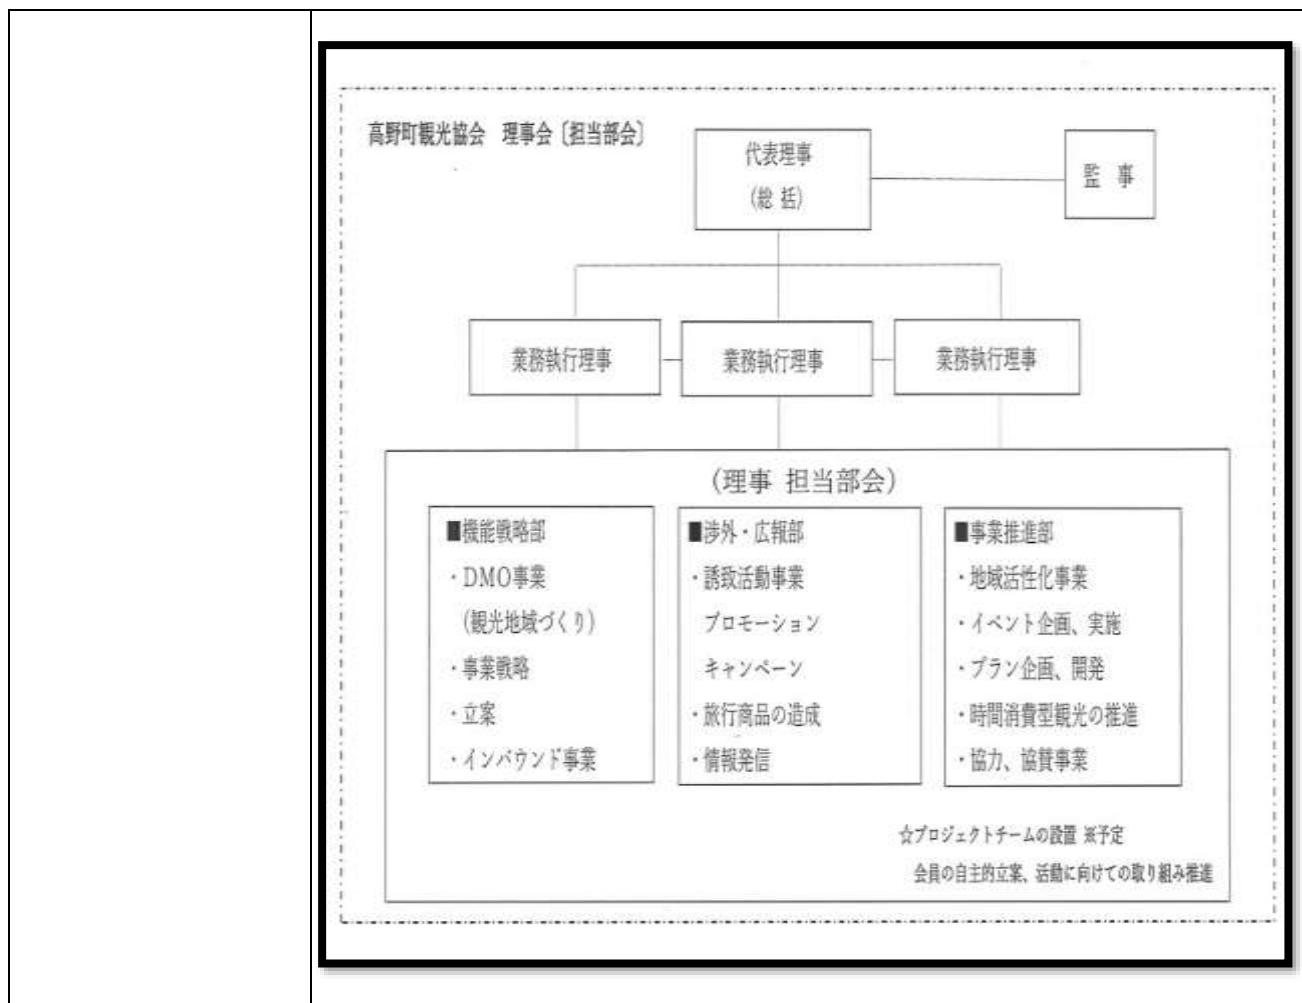 高野町観光協会 理事会〔担当部会〕
代表理事
(総 括)
監 事
業務執行理事
業務執行理事
業務執行理事
(理事 担当部会)
■機能戦略部
・DMO事業
(観光地域づくり)
・事業戦略
・立案
・インバウンド事業
■渉外・広報部
・誘致活動事業
プロモーション
キャンペーン
・旅行商品の造成
・情報発信
■事業推進部
・地域活性化事業
・イベント企画、実施
・プラン企画、開発
・時間消費型観光の推進
・協力、協賛事業
☆プロジェクトチームの設置 ※予定
会員の自主的立案、活動に向けての取り組み推進